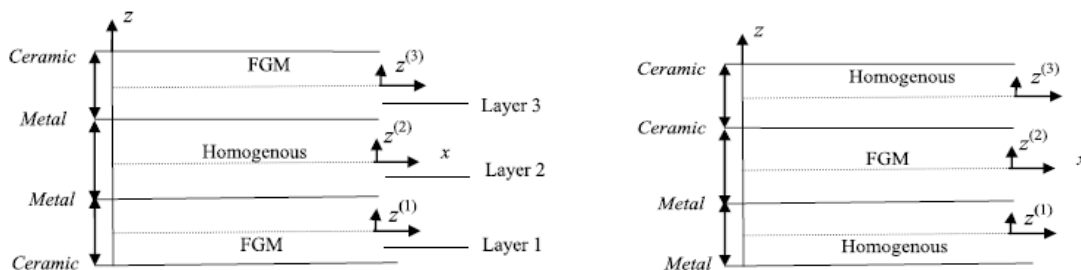 z
Ceramic
FGM
z(3)
Layer 3
Metal
z(2)
Homogenous
x
Layer 2
Metal
z(1)
FGM
Layer 1
Ceramic
z
Ceramic
Homogenous
z(3)
Ceramic
z(2)
FGM
x
Metal
z(1)
Homogenous
Metal